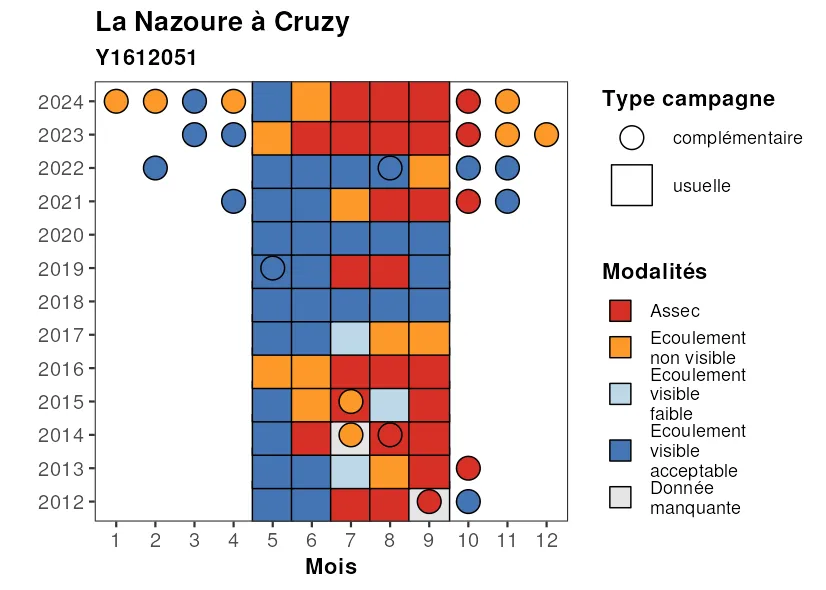 La Nazoure à Cruzy
Y1612051
2024
2023
2022
2021
2020
2019
2018
2017
2016
2015
2014
2013
2012
1 2 3 4 5 6 7 8 9 10 11 12
Mois
Type campagne
complémentaire
usuelle
Modalités
Assec
Ecoulement
non visible
Ecoulement
visible
faible
Ecoulement
visible
acceptable
Donnée
manquante